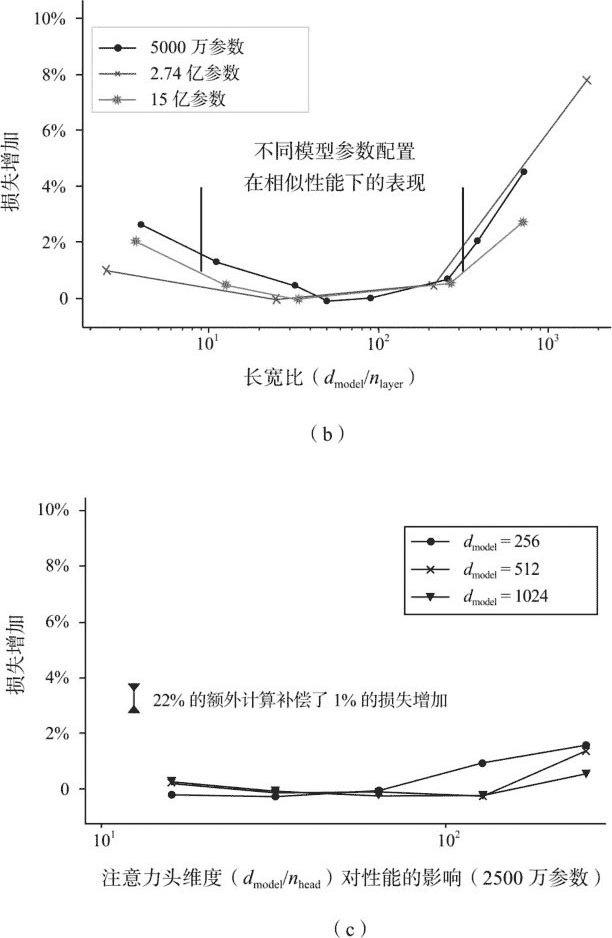 10%
8%
6%
4%
2%
0
损失增加
5000 万参数
2.74 亿参数
15 亿参数
不同模型参数配置
在相似性能下的表现
10¹
10²
10³
长宽比（d_model/n_layer）
（b）
10%
8%
6%
4%
2%
0
损失增加
d_model = 256
d_model = 512
d_model = 1024
22% 的额外计算补偿了 1% 的损失增加
10¹
10²
注意力头维度（d_model/n_head）对性能的影响（2500 万参数）
（c）